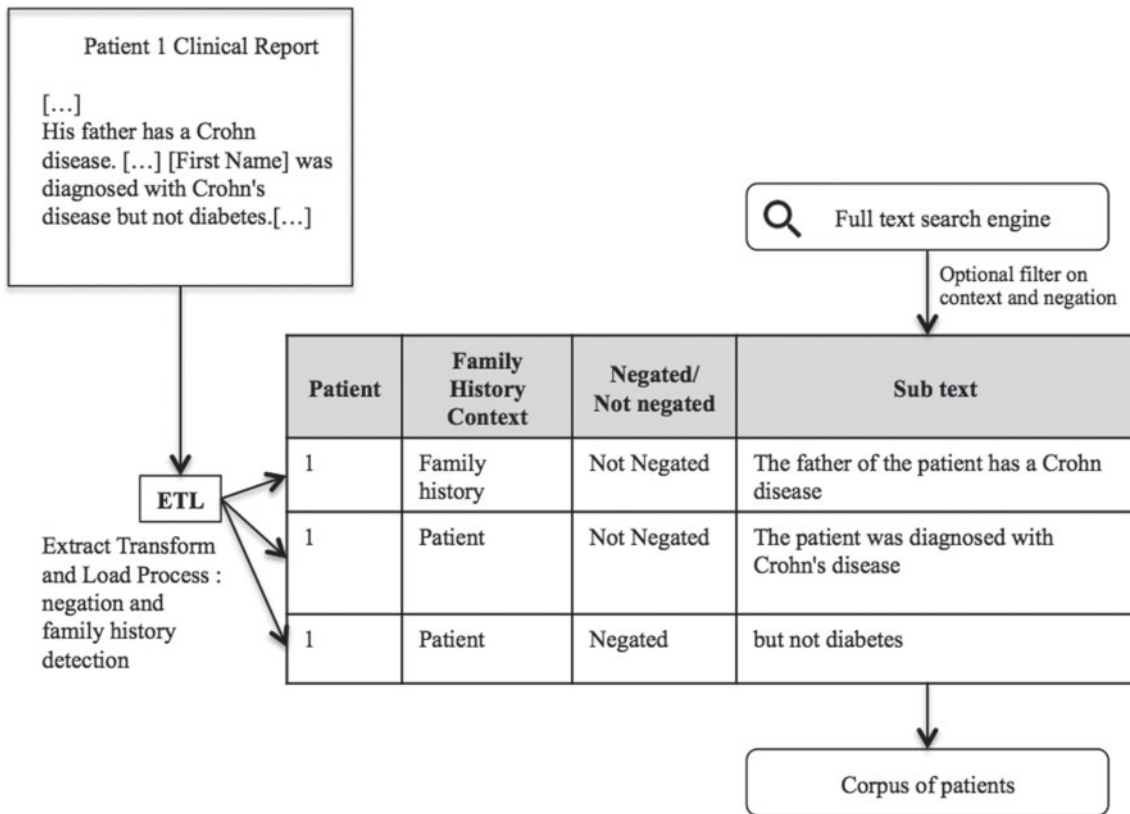 Patient 1 Clinical Report
[...]
His father has a Crohn
disease. [...] [First Name] was
diagnosed with Crohn's
disease but not diabetes.[...]
Full text search engine
Optional filter on
context and negation
Patient
Family
History
Context
Negated/
Not negated
Sub text
1
Family
history
Not Negated
The father of the patient has a Crohn
disease
1
Patient
Not Negated
The patient was diagnosed with
Crohn's disease
1
Patient
Negated
but not diabetes
ETL
Extract Transform
and Load Process :
negation and
family history
detection
Corpus of patients